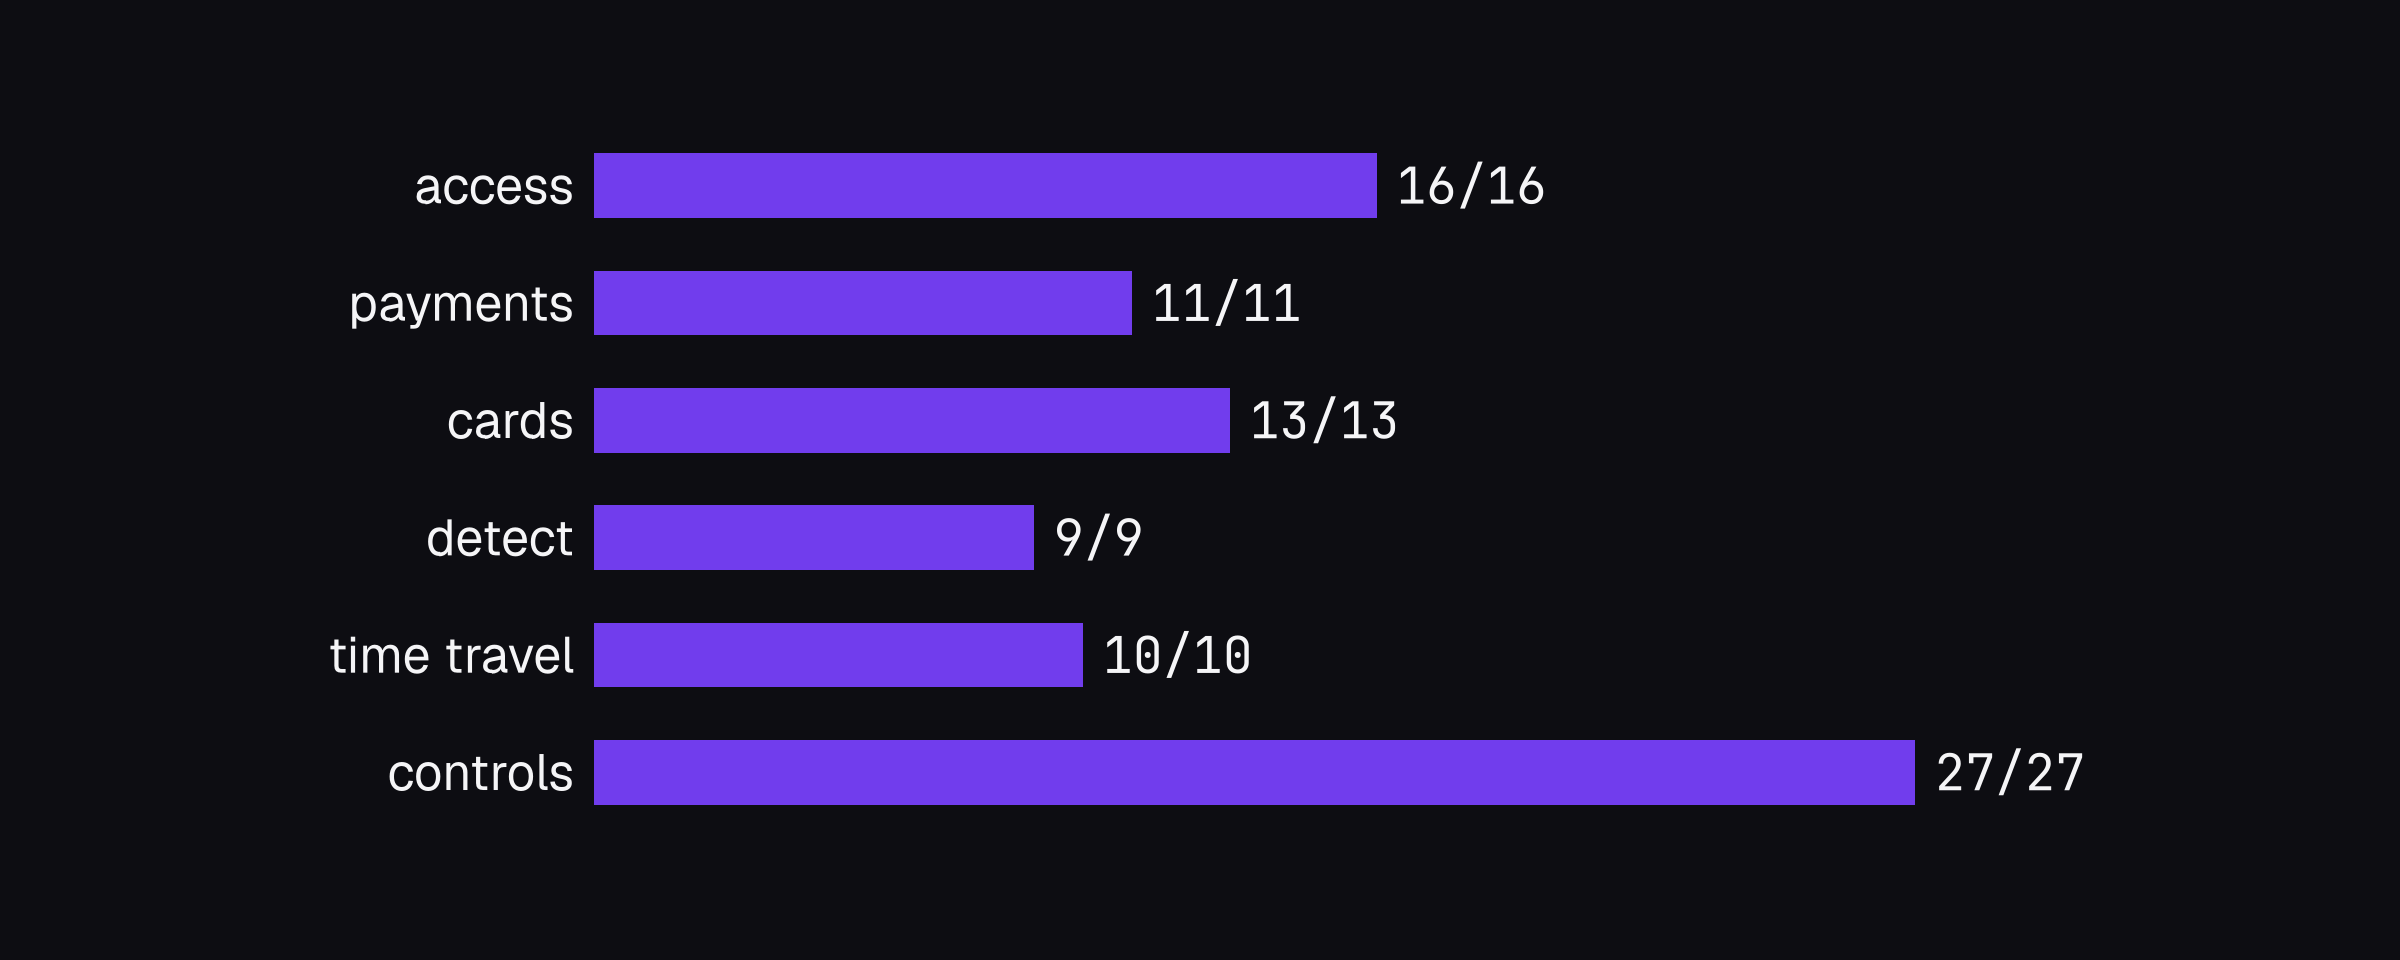 access 16/16
payments 11/11
cards 13/13
detect 9/9
time travel 10/10
controls 27/27